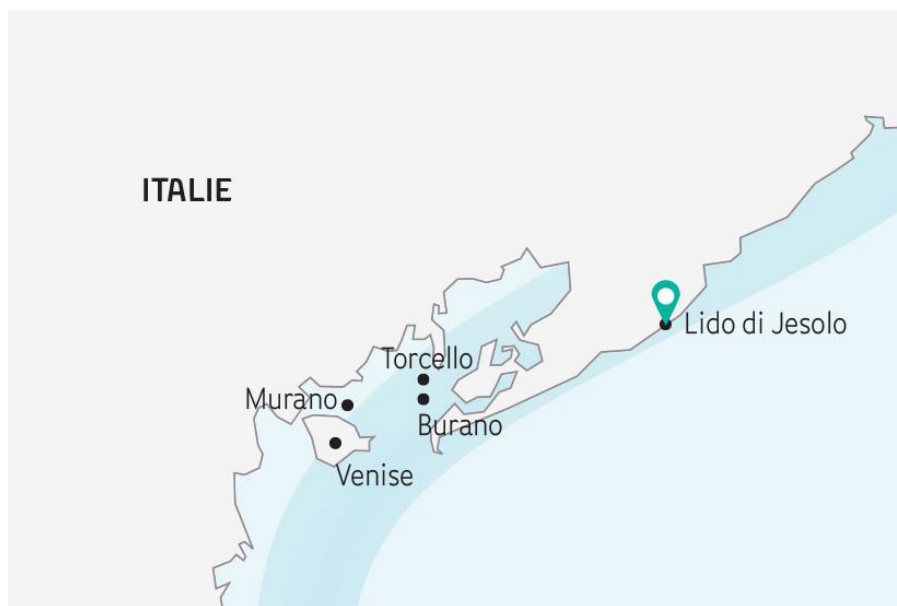 ITALIE
Lido di Jesolo
Torcello
Murano
Burano
Venise